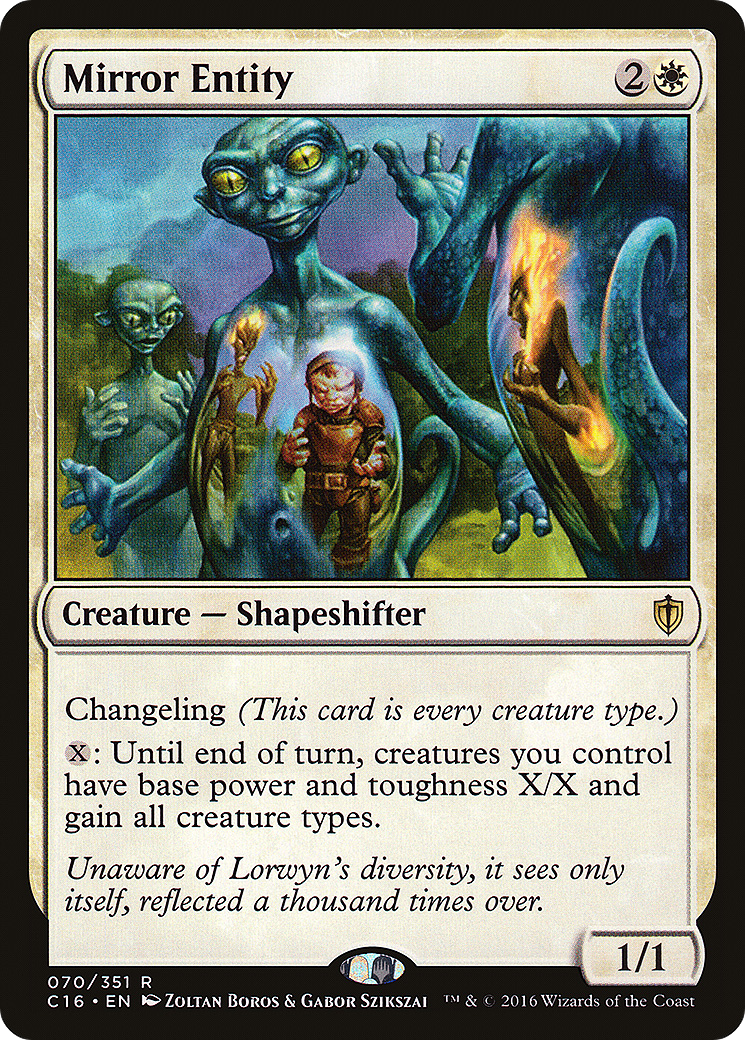 Mirror Entity 2
Creature — Shapeshifter
Changeling (This card is every creature type.)
X: Until end of turn, creatures you control
have base power and toughness X/X and
gain all creature types.
Unaware of Lorwyn's diversity, it sees only
itself, reflected a thousand times over.
1/1
070/351 R
C16 • EN Zoltan Boros & Gabor Szikszai ™ & © 2016 Wizards of the Coast